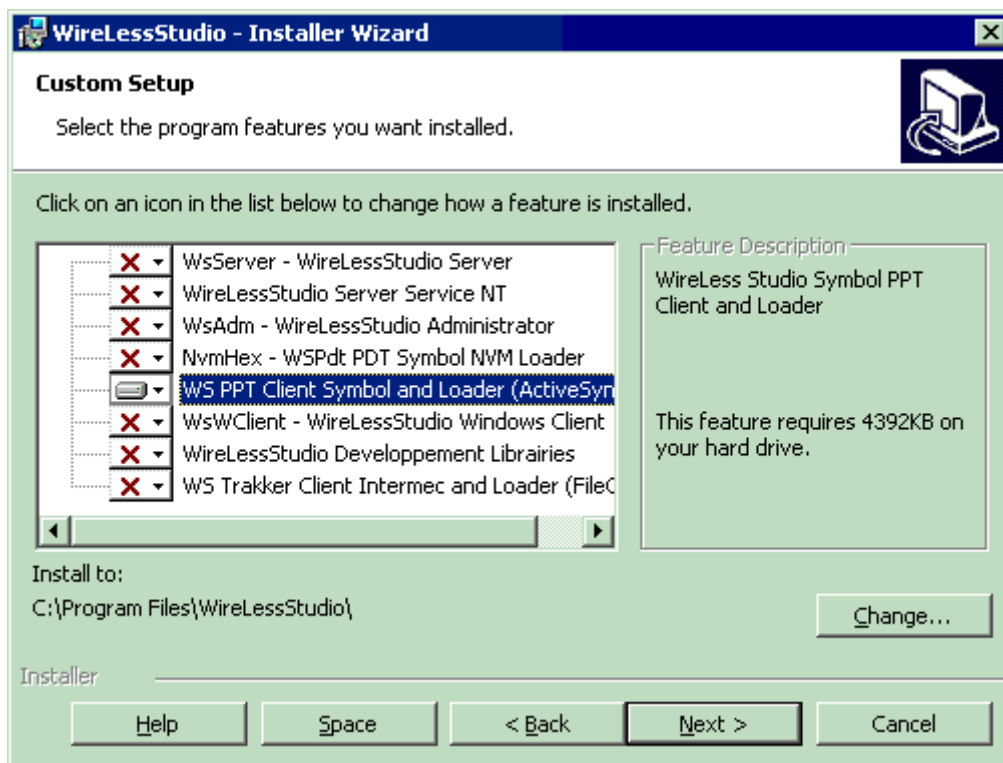 WireLessStudio - Installer Wizard
Custom Setup
Select the program features you want installed.
Click on an icon in the list below to change how a feature is installed.
WsServer - WireLessStudio Server
WireLessStudio Server Service NT
WsAdm - WireLessStudio Administrator
NvmHex - WSPdt PDT Symbol NVM Loader
WS PPT Client Symbol and Loader (ActiveSyn
WsWClient - WireLessStudio Windows Client
WireLessStudio Developpement Librairies
WS Trakker Client Intermec and Loader (FileC
Feature Description
WireLess Studio Symbol PPT
Client and Loader
This feature requires 4392KB on
your hard drive.
Install to:
C:\Program Files\WireLessStudio\
Change...
Installer
Help
Space
< Back
Next >
Cancel